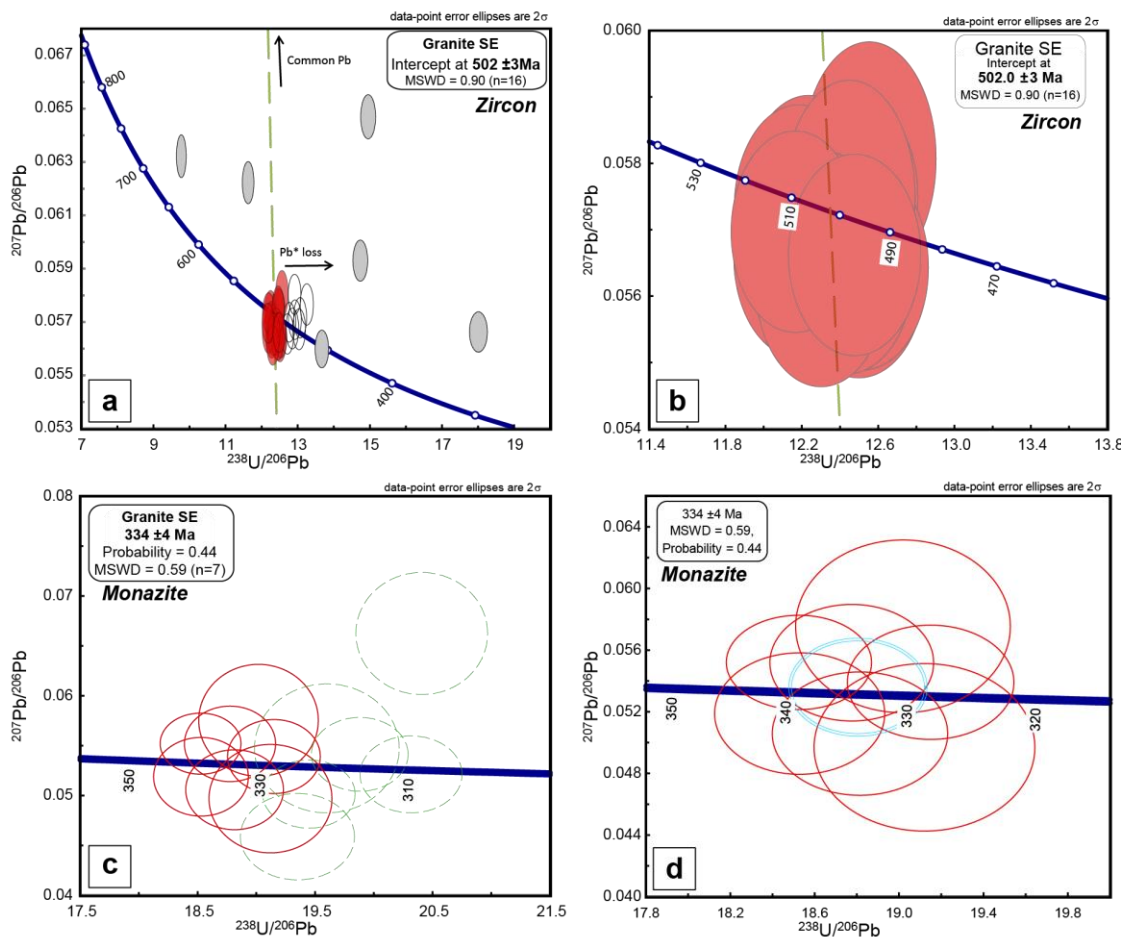 data-point error ellipses are 2σ
Granite SE
Intercept at 502 ±3Ma
MSWD = 0.90 (n=16)
Zircon
Common Pb
Pb* loss
800
700
600
400
0.067
0.065
0.063
0.061
0.059
0.057
0.055
0.053
²⁰⁷Pb/²⁰⁶Pb
a
7 9 11 13 15 17 19
²³⁸U/²⁰⁶Pb
data-point error ellipses are 2σ
Granite SE
Intercept at
502.0 ±3 Ma
MSWD = 0.90 (n=16)
Zircon
530
510
490
470
0.060
0.058
0.056
0.054
²⁰⁷Pb/²⁰⁶Pb
b
11.4 11.8 12.2 12.6 13.0 13.4 13.8
²³⁸U/²⁰⁶Pb
data-point error ellipses are 2σ
Granite SE
334 ±4 Ma
Probability = 0.44
MSWD = 0.59 (n=7)
Monazite
350
330
310
0.08
0.07
0.06
0.05
0.04
²⁰⁷Pb/²⁰⁶Pb
c
17.5 18.5 19.5 20.5 21.5
²³⁸U/²⁰⁶Pb
data-point error ellipses are 2σ
334 ±4 Ma
MSWD = 0.59,
Probability = 0.44
Monazite
350
340
330
320
0.064
0.060
0.056
0.052
0.048
0.044
0.040
²⁰⁷Pb/²⁰⁶Pb
d
17.8 18.2 18.6 19.0 19.4 19.8
²³⁸U/²⁰⁶Pb